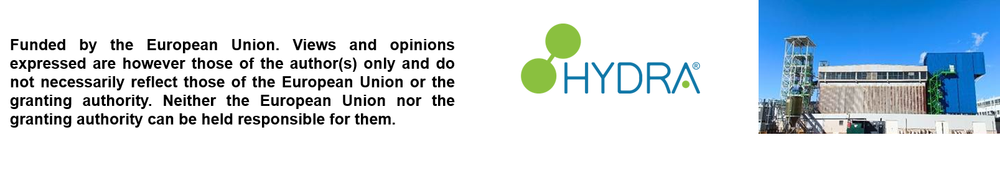 Funded by the European Union. Views and opinions
expressed are however those of the author(s) only and do
not necessarily reflect those of the European Union or the
granting authority. Neither the European Union nor the
granting authority can be held responsible for them.
HYDRA®